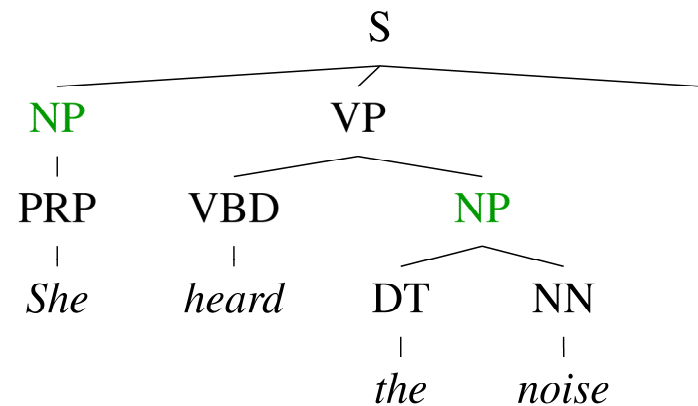 S
NP VP
PRP VBD NP
She heard DT NN
the noise